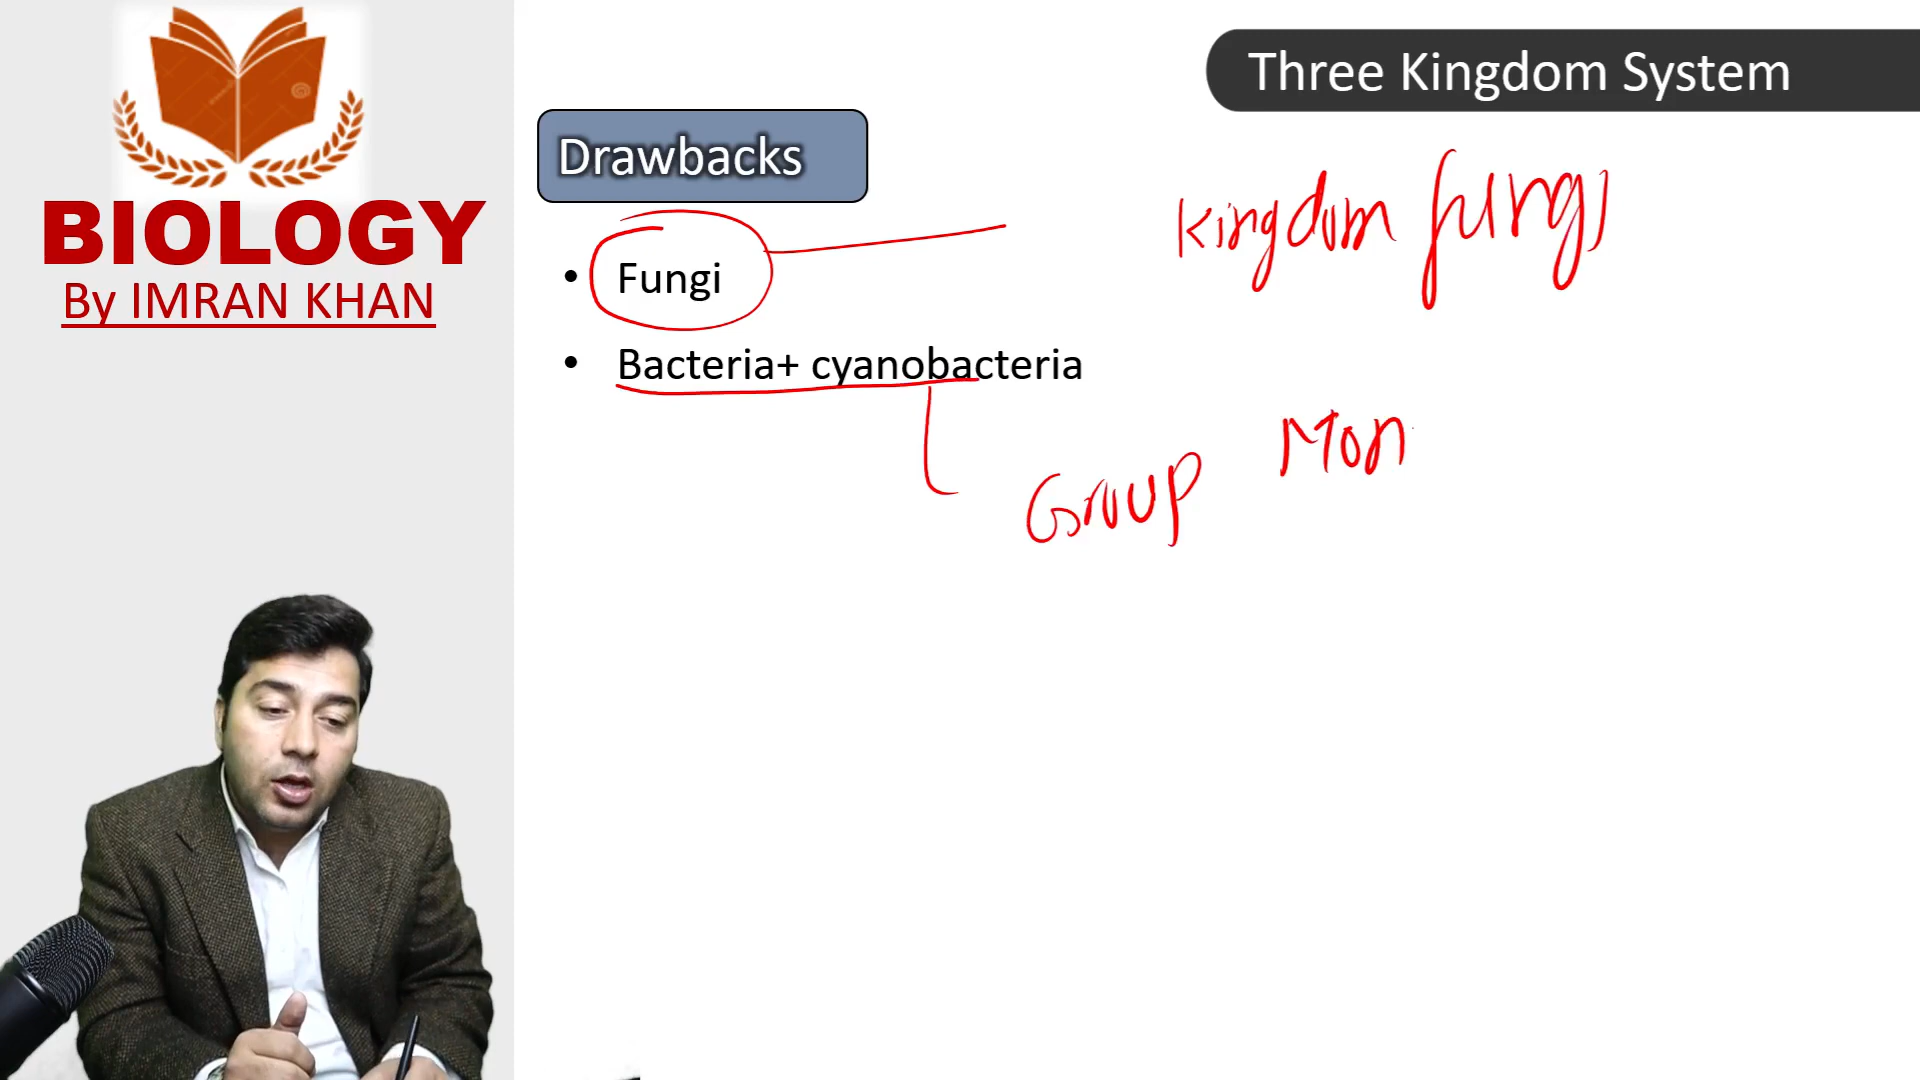 BIOLOGY
By IMRAN KHAN
Three Kingdom System
Drawbacks
Kingdom fungi
• Fungi
• Bacteria+ cyanobacteria
Group Mon